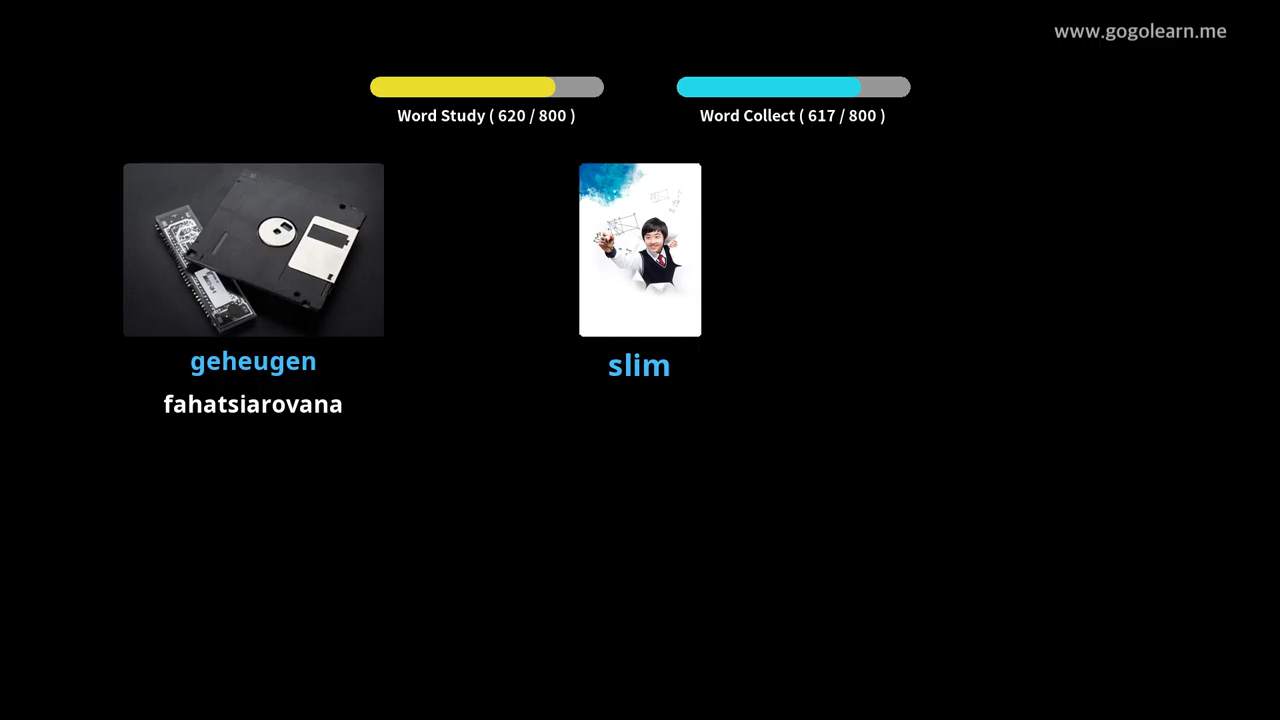 www.gogolearn.me
Word Study ( 620 / 800 )
Word Collect ( 617 / 800 )
geheugen
slim
fahatsiarovana